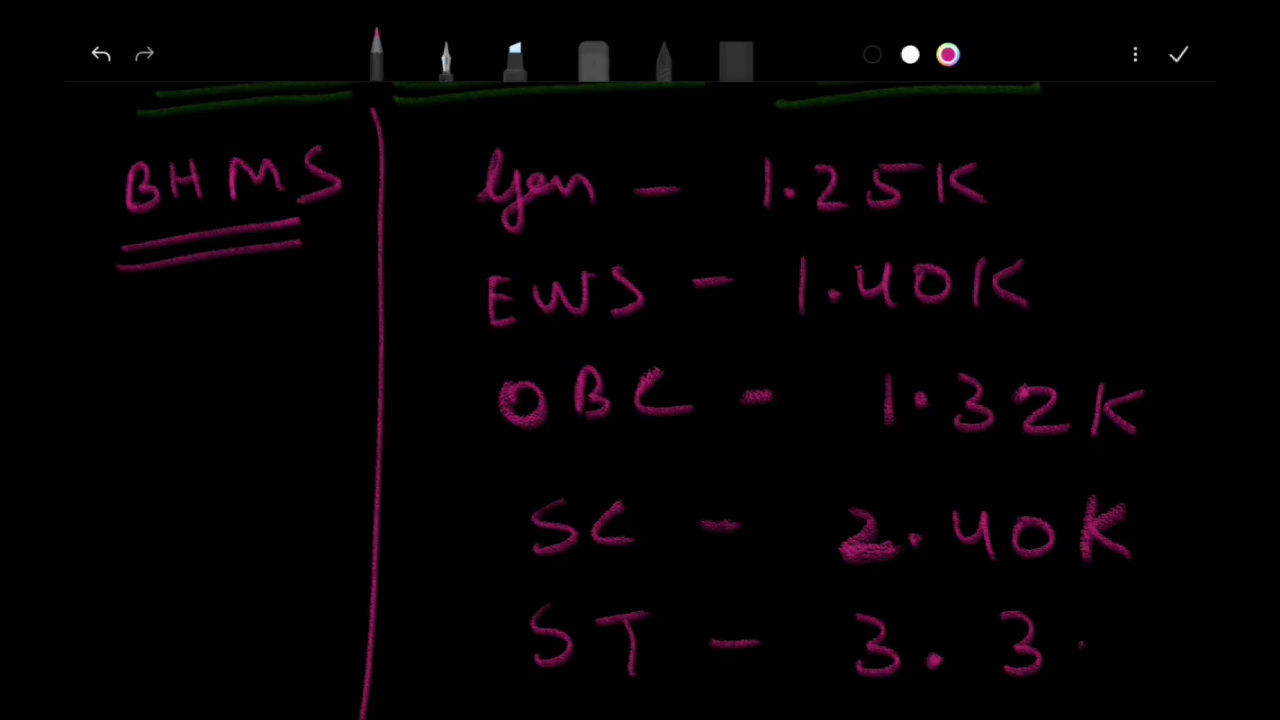 BHMS
Gen - 1.25K
EWS - 1.40K
OBC - 1.32K
SC - 2.40K
ST - 3.3